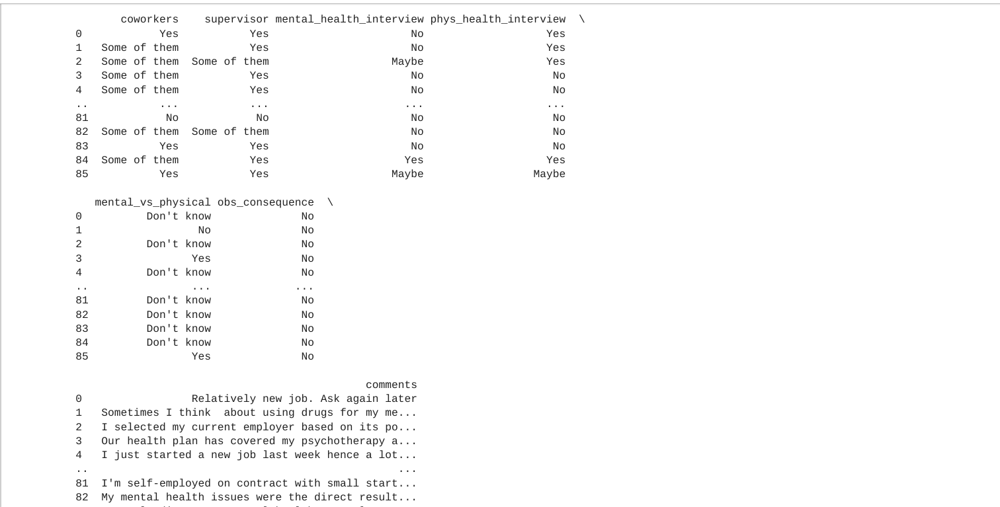 coworkers supervisor mental_health_interview phys_health_interview \
0 Yes Yes No Yes
1 Some of them Yes No Yes
2 Some of them Some of them Maybe Yes
3 Some of them Yes No No
4 Some of them Yes No No
.. ... ... ... ...
81 No No No No
82 Some of them Some of them No No
83 Yes Yes No No
84 Some of them Yes Yes Yes
85 Yes Yes Maybe Maybe
mental_vs_physical obs_consequence \
0 Don't know No
1 No No
2 Don't know No
3 Yes No
4 Don't know No
.. ... ...
81 Don't know No
82 Don't know No
83 Don't know No
84 Don't know No
85 Yes No
comments
0 Relatively new job. Ask again later
1 Sometimes I think  about using drugs for my me...
2 I selected my current employer based on its po...
3 Our health plan has covered my psychotherapy a...
4 I just started a new job last week hence a lot...
.. ...
81 I'm self-employed on contract with small start...
82 My mental health issues were the direct result...